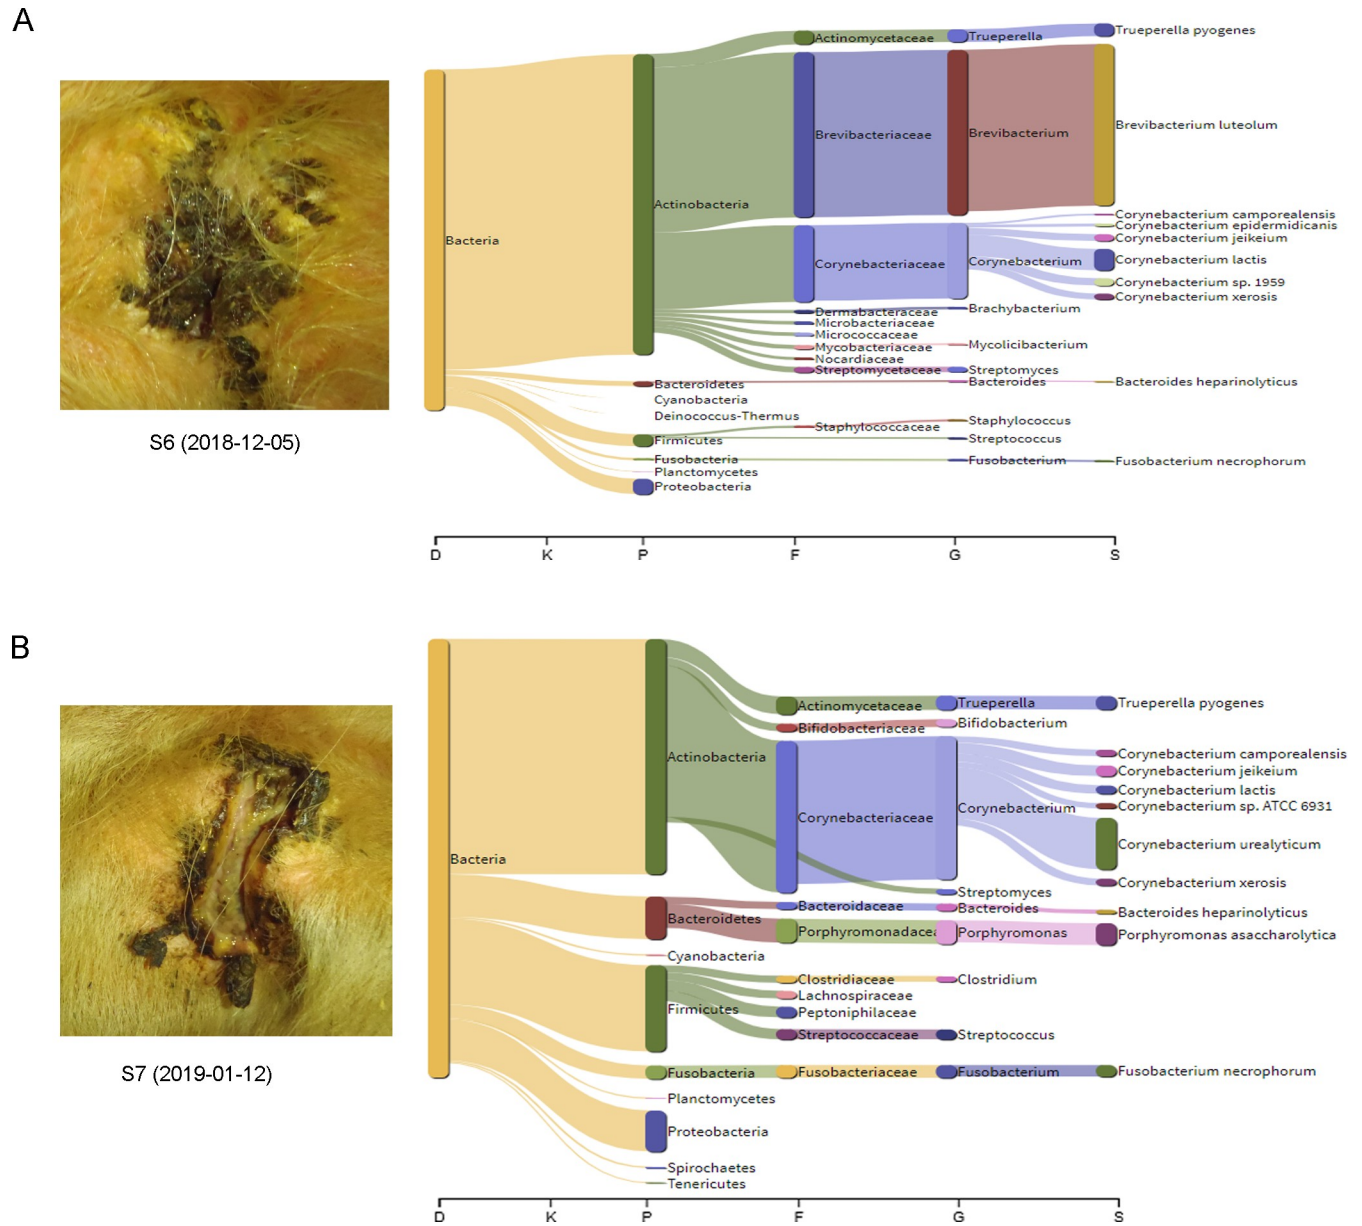 A
Actinomycetaceae
Trueperella
Trueperella pyogenes
Brevibacteriaceae
Brevibacterium
Brevibacterium luteolum
Actinobacteria
Bacteria
Corynebacterium camporealensis
Corynebacterium epidermidicanis
Corynebacterium jeikeium
Corynebacteriaceae
Corynebacterium
Corynebacterium lactis
Corynebacterium sp. 1959
Corynebacterium xerosis
Dermabacteraceae
Brachybacterium
Microbacteriaceae
Micrococcaceae
Mycobacteriaceae
Mycolicibacterium
Nocardiaceae
Streptomycetaceae
Streptomyces
Bacteroidetes
Bacteroides
Bacteroides heparinolyticus
Cyanobacteria
Deinococcus-Thermus
Staphylococcaceae
Staphylococcus
Firmicutes
Streptococcus
Fusobacteria
Fusobacterium
Fusobacterium necrophorum
Planctomycetes
Proteobacteria
S6 (2018-12-05)
D K P F G S
B
Actinomycetaceae
Trueperella
Trueperella pyogenes
Bifidobacteriaceae
Bifidobacterium
Actinobacteria
Corynebacterium camporealensis
Corynebacterium jeikeium
Corynebacterium lactis
Corynebacterium sp. ATCC 6931
Corynebacteriaceae
Corynebacterium
Corynebacterium urealyticum
Bacteria
Corynebacterium xerosis
Streptomyces
Bacteroidaceae
Bacteroides
Bacteroides heparinolyticus
Bacteroidetes
Porphyromonadacea
Porphyromonas
Porphyromonas asaccharolytica
Cyanobacteria
Clostridiaceae
Clostridium
Lachnospiraceae
Firmicutes
Peptoniphilaceae
Streptococcaceae
Streptococcus
Fusobacteria
Fusobacteriaceae
Fusobacterium
Fusobacterium necrophorum
Planctomycetes
Proteobacteria
Spirochaetes
Tenericutes
S7 (2019-01-12)
D K P F G S